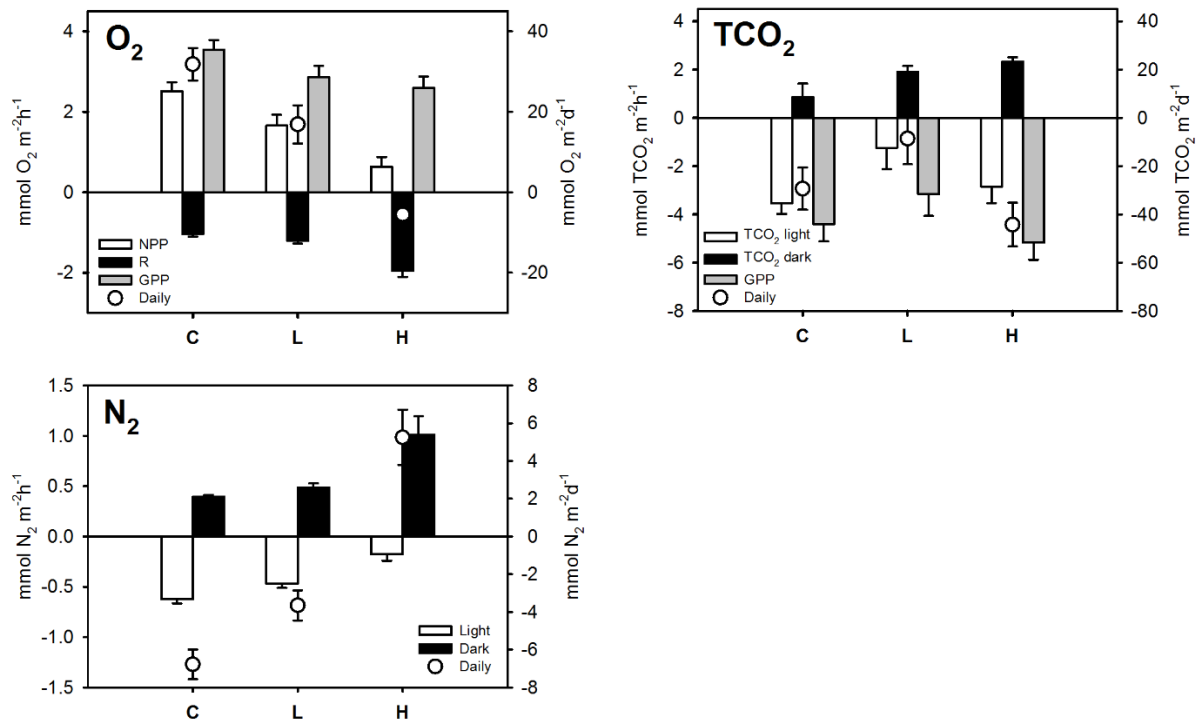 O2
4
2
0
-2
40
20
0
-20
mmol O2 m-2h-1
mmol O2 m-2d-1
NPP
R
GPP
Daily
C L H
TCO2
4
2
0
-2
-4
-6
-8
40
20
0
-20
-40
-60
-80
mmol TCO2 m-2h-1
mmol TCO2 m-2d-1
TCO2 light
TCO2 dark
GPP
Daily
C L H
N2
1.5
1.0
0.5
0.0
-0.5
-1.0
-1.5
8
6
4
2
0
-2
-4
-6
-8
mmol N2 m-2h-1
mmol N2 m-2d-1
Light
Dark
Daily
C L H